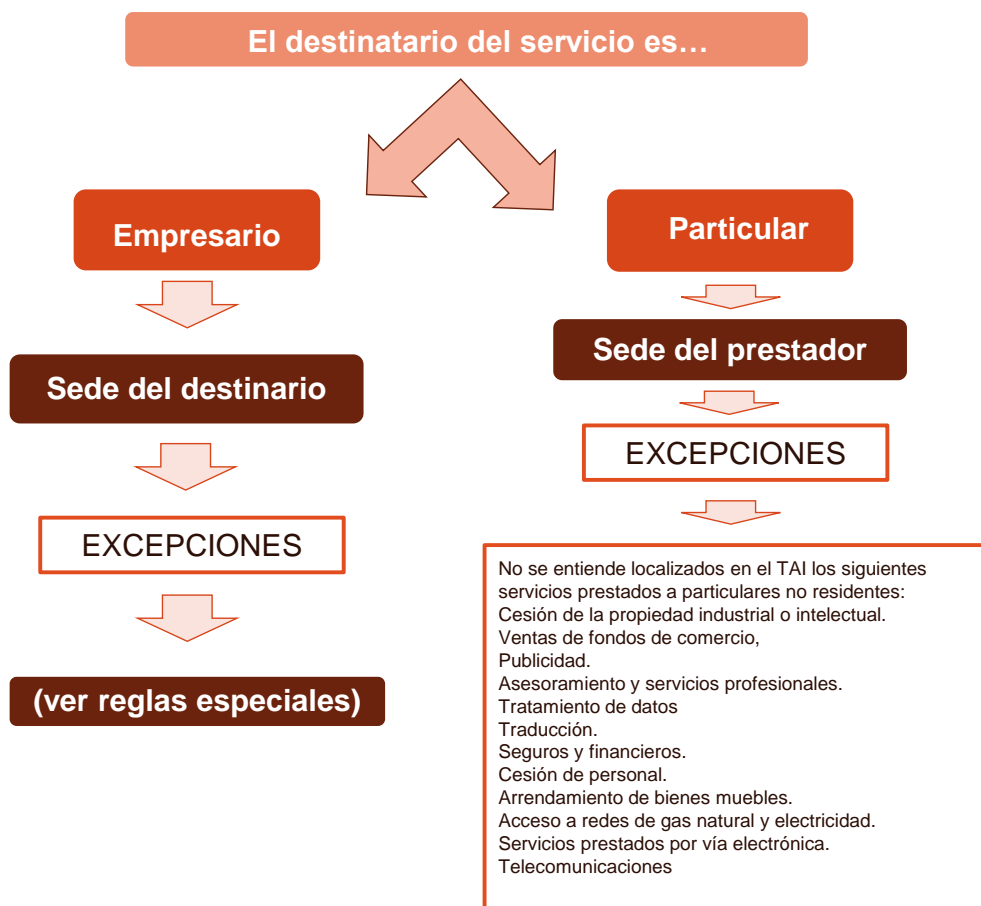 El destinatario del servicio es…
Empresario
Sede del destinario
EXCEPCIONES
(ver reglas especiales)
Particular
Sede del prestador
EXCEPCIONES
No se entiende localizados en el TAI los siguientes
servicios prestados a particulares no residentes:
Cesión de la propiedad industrial o intelectual.
Ventas de fondos de comercio,
Publicidad.
Asesoramiento y servicios profesionales.
Tratamiento de datos
Traducción.
Seguros y financieros.
Cesión de personal.
Arrendamiento de bienes muebles.
Acceso a redes de gas natural y electricidad.
Servicios prestados por vía electrónica.
Telecomunicaciones